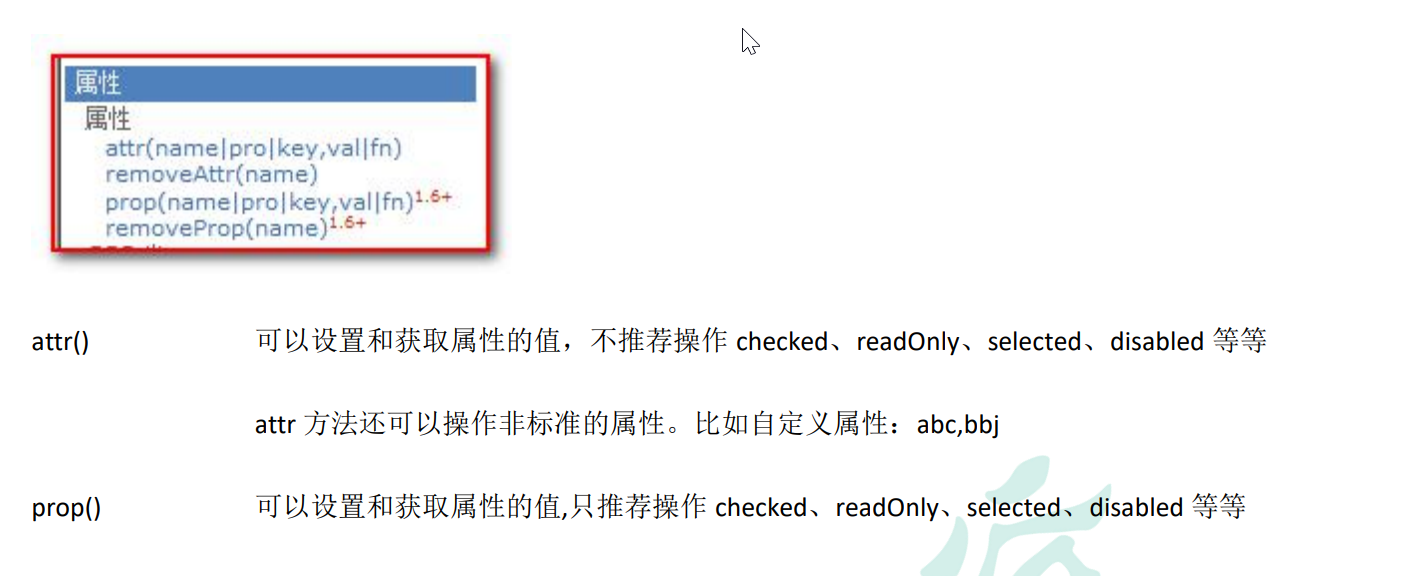 属性
属性
attr(name|pro|key,val|fn)
removeAttr(name)
prop(name|pro|key,val|fn)1.6+
removeProp(name)1.6+
attr() 可以设置和获取属性的值，不推荐操作 checked、readOnly、selected、disabled 等等
attr 方法还可以操作非标准的属性。比如自定义属性：abc,bbj
prop() 可以设置和获取属性的值,只推荐操作 checked、readOnly、selected、disabled 等等